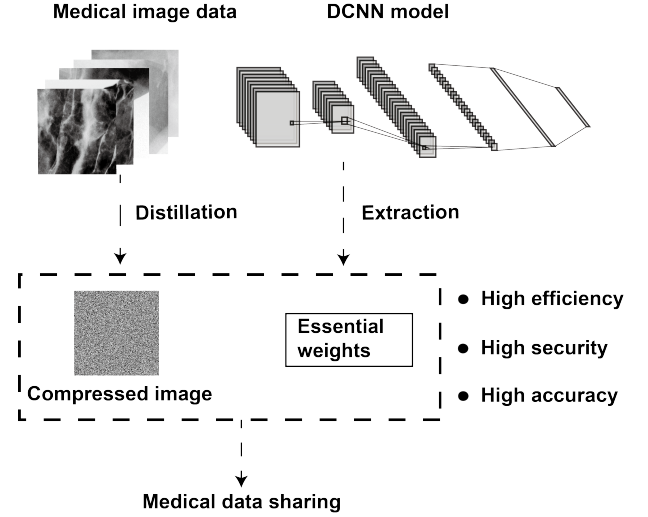 Medical image data
DCNN model
Distillation
Extraction
Essential
weights
Compressed image
High efficiency
High security
High accuracy
Medical data sharing